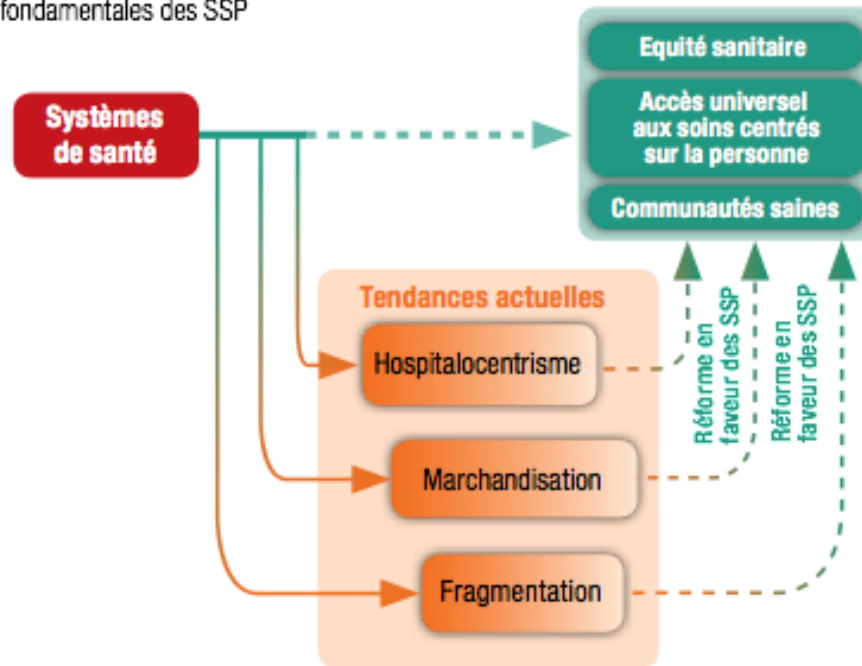 fondamentales des SSP
Equité sanitaire
Accès universel
aux soins centrés
sur la personne
Communautés saines
Systèmes
de santé
Tendances actuelles
Hospitalocentrisme
Marchandisation
Fragmentation
Réforme en
faveur des SSP
Réforme en
faveur des SSP